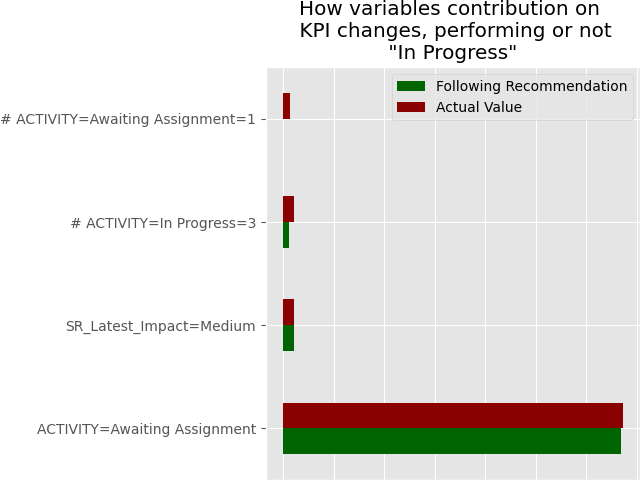 How variables contribution on
KPI changes, performing or not
"In Progress"
Following Recommendation
Actual Value
# ACTIVITY=Awaiting Assignment=1
# ACTIVITY=In Progress=3
SR_Latest_Impact=Medium
ACTIVITY=Awaiting Assignment